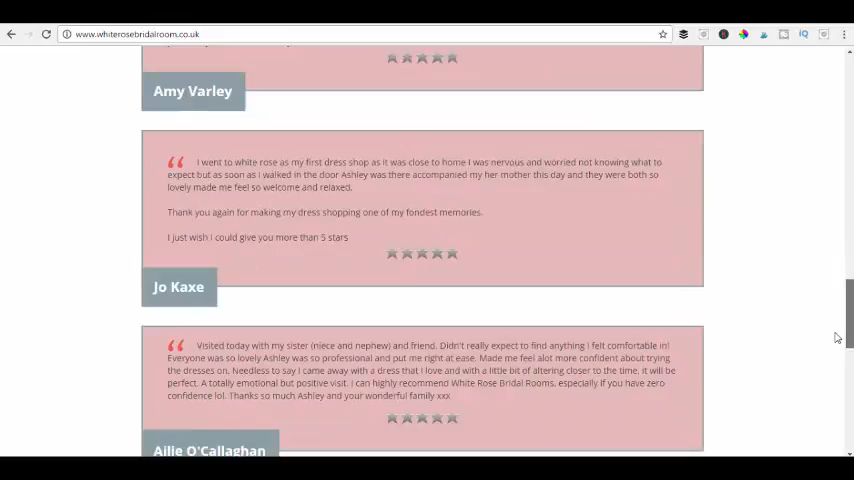 www.whiterosebridalroom.co.uk
Amy Varley
“ I went to white rose as my first dress shop as it was close to home I was nervous and worried not knowing what to
expect but as soon as i walked in the door Ashley was there accompanied my her mother this day and they were both so
lovely made me feel so welcome and relaxed.
Thank you again for making my dress shopping one of my fondest memories.
I just wish I could give you more than 5 stars
Jo Kaxe
“ Visited today with my sister (niece and nephew) and friend. Didn't really expect to find anything I felt comfortable in!
Everyone was so lovely Ashley was so professional and put me right at ease. Made me feel alot more confident about trying
the dresses on. Needless to say I came away with a dress that I love and with a little bit of altering closer to the time, it will be
perfect. A totally emotional but positive visit. I can highly recommend White Rose Bridal Rooms, especially if you have zero
confidence lol. Thanks so much Ashley and your wonderful family xxx
Ailie O'Callaghan